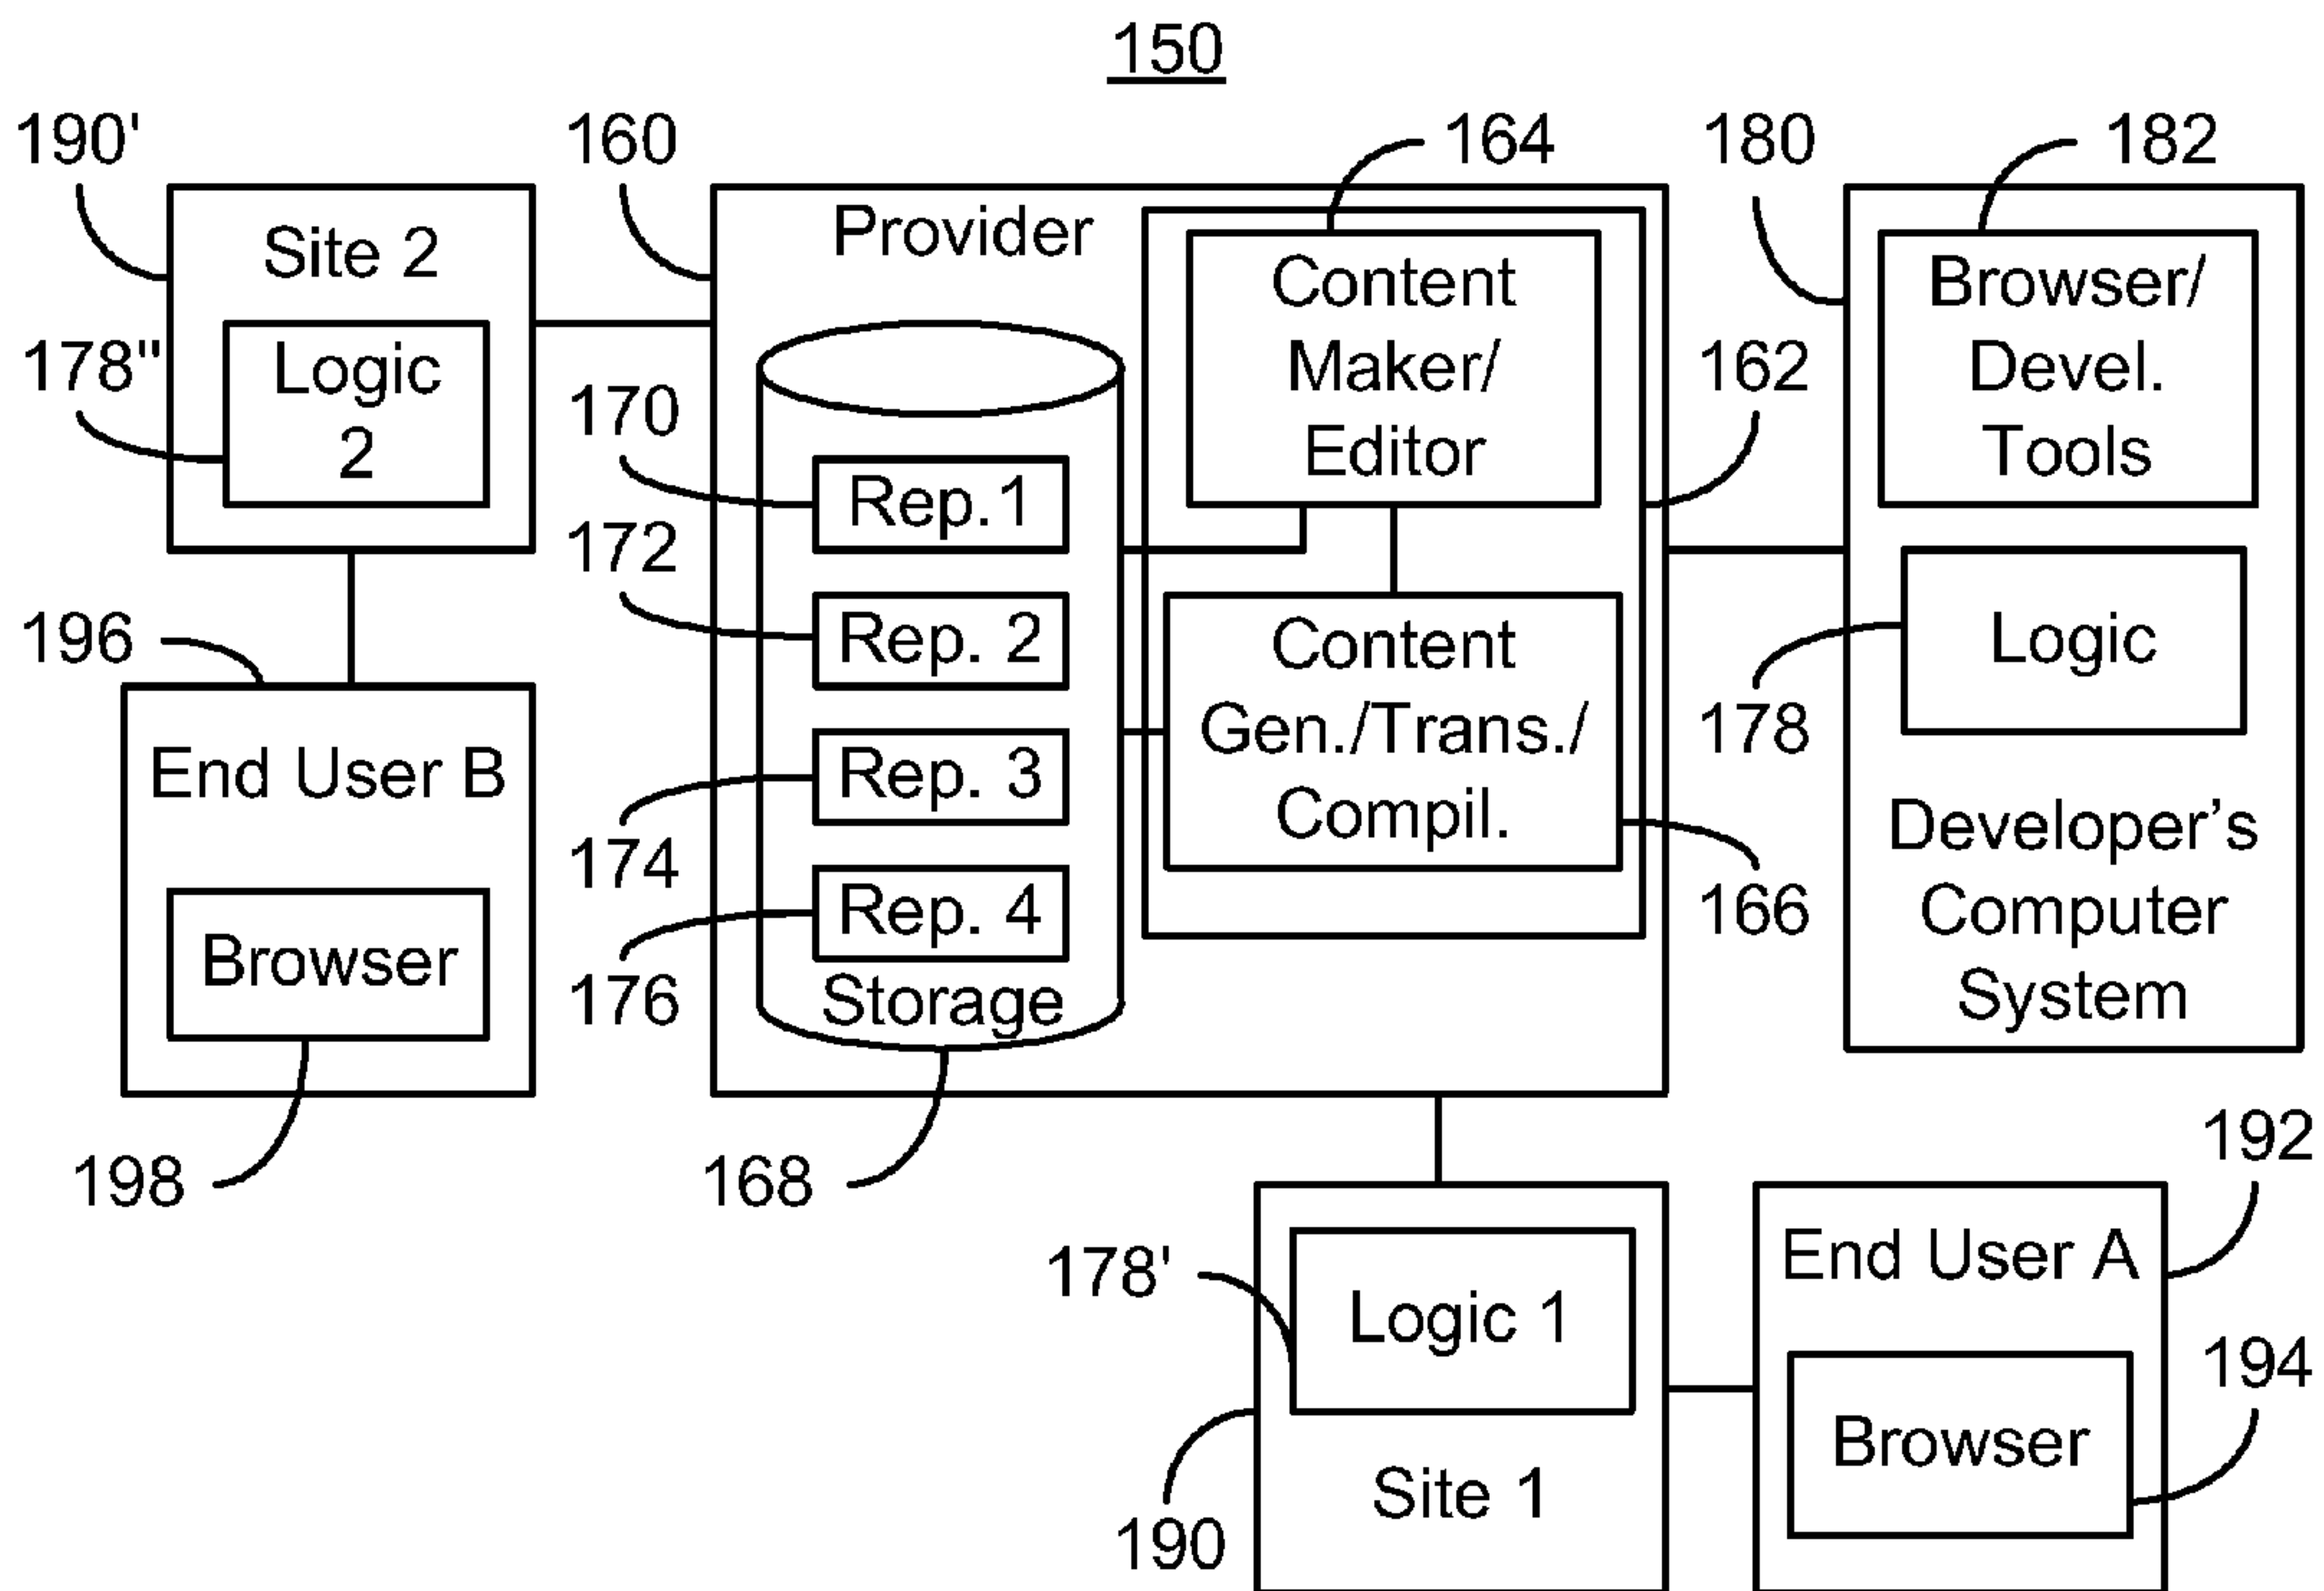 150
190'
160
164
180
182
Site 2
Logic
2
178"
Provider
Content
Maker/
Editor
162
Browser/
Devel.
Tools
170
Rep.1
172
Rep. 2
174
Rep. 3
176
Rep. 4
Storage
168
Content
Gen./Trans./
Compil.
166
Logic
178
Developer's
Computer
System
196
End User B
Browser
198
178'
Logic 1
Site 1
190
192
End User A
194
Browser